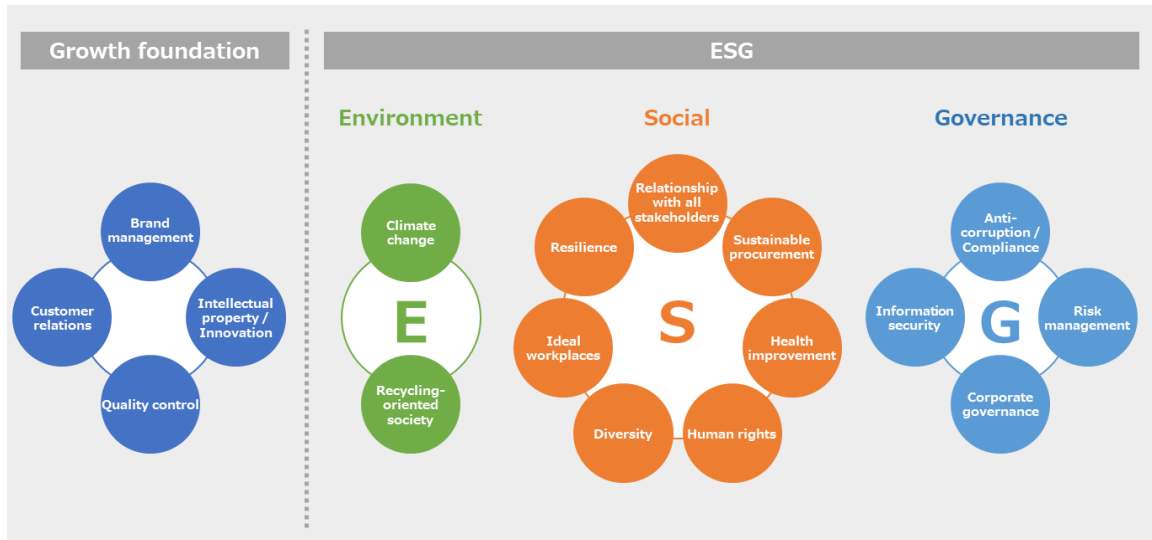 Growth foundation
ESG
Environment
Social
Governance
Brand
management
Customer
relations
Intellectual
property /
Innovation
Quality control
Climate
change
E
Recycling-
oriented
society
Relationship
with all
stakeholders
Resilience
Sustainable
procurement
Ideal
workplaces
S
Health
improvement
Diversity
Human rights
Anti-
corruption /
Compliance
Information
security
G
Risk
management
Corporate
governance